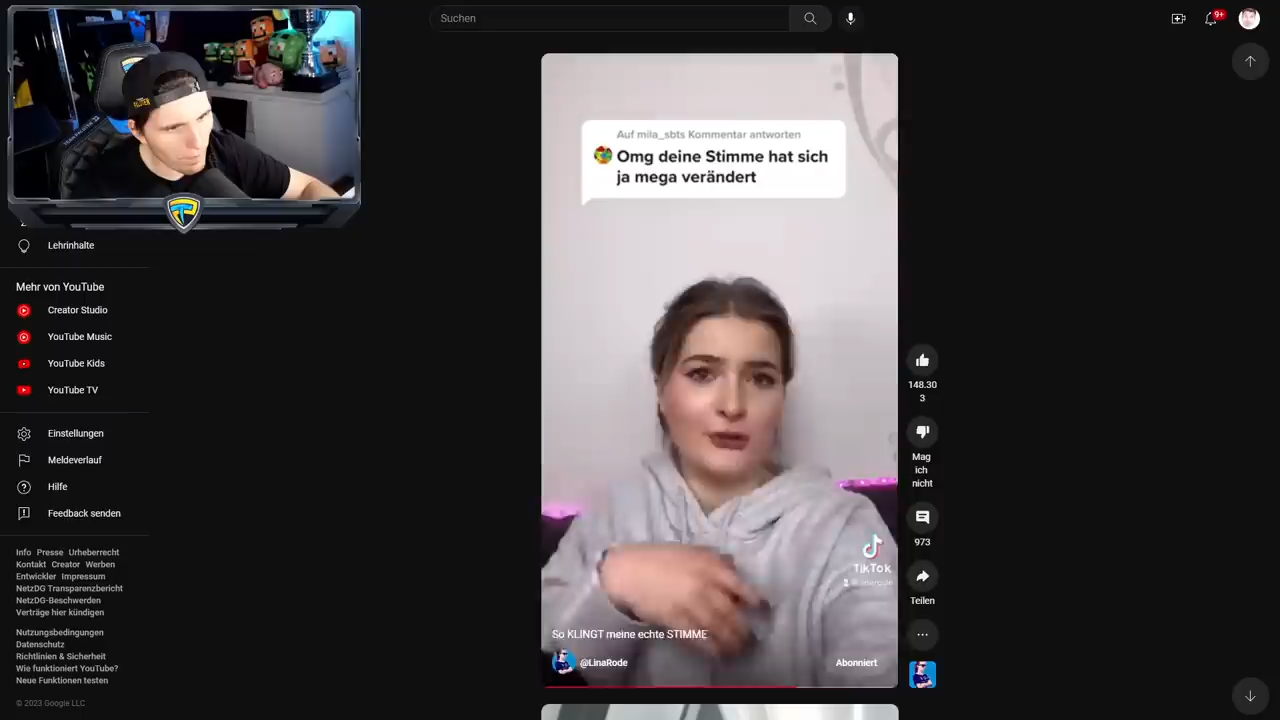 Suchen
9+
Auf mila_sbts Kommentar antworten
Omg deine Stimme hat sich
ja mega verändert
Lehrinhalte
Mehr von YouTube
Creator Studio
YouTube Music
YouTube Kids
YouTube TV
Einstellungen
Meldeverlauf
Hilfe
Feedback senden
Info Presse Urheberrecht
Kontakt Creator Werben
Entwickler Impressum
NetzDG Transparenzbericht
NetzDG-Beschwerden
Verträge hier kündigen
Nutzungsbedingungen
Datenschutz
Richtlinien & Sicherheit
Wie funktioniert YouTube?
Neue Funktionen testen
© 2023 Google LLC
148.30
3
Mag
ich
nicht
973
Teilen
TikTok
So KLINGT meine echte STIMME
@LinaRode
Abonniert